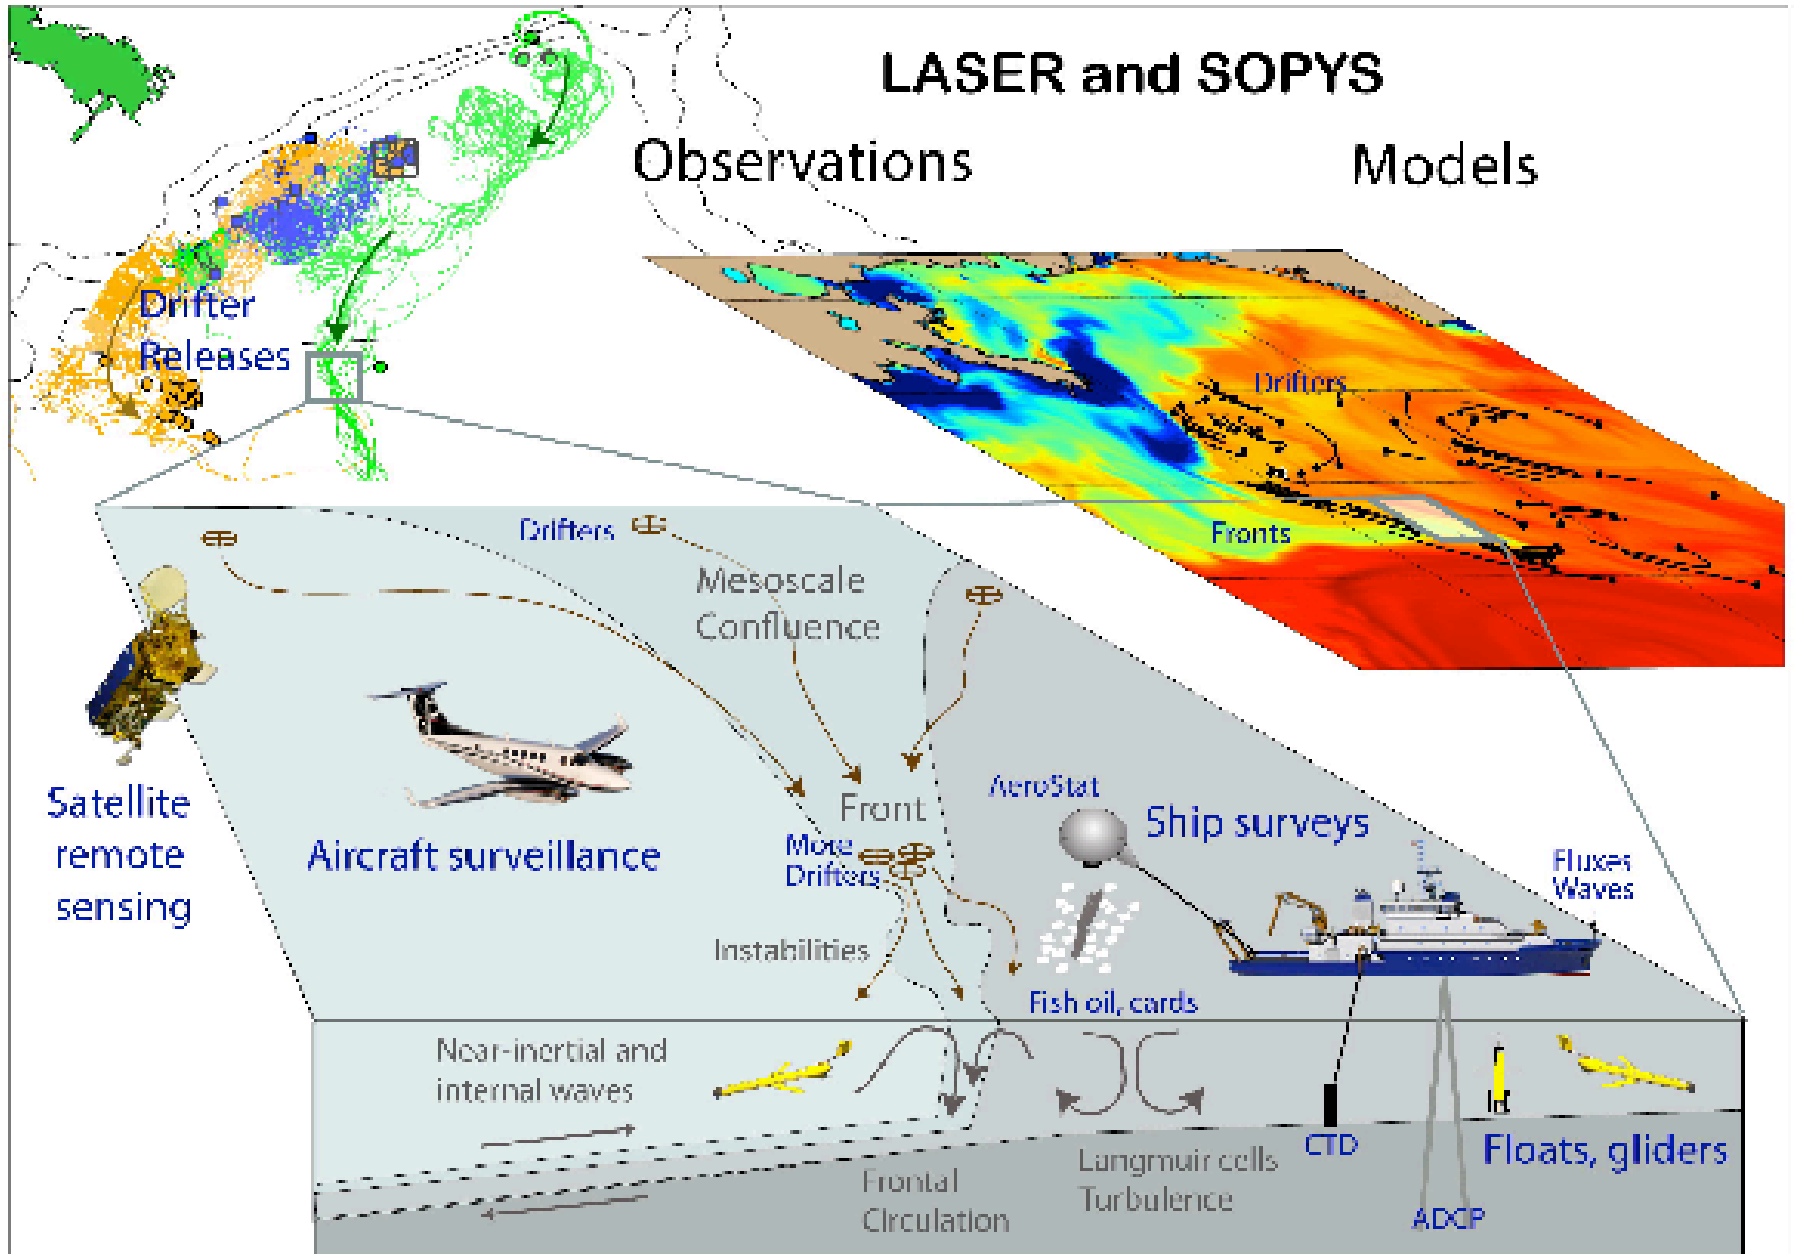 LASER and SOPYS
Observations
Models
Drifter
Releases
Drifters
Fronts
Drifters
Mesoscale
Confluence
Satellite
remote
sensing
Aircraft surveillance
Front
More
Drifters
AeroStat
Ship surveys
Fluxes
Waves
Instabilities
Fish oil, cards
Near-inertial and
internal waves
CTD
Floats, gliders
Langmuir cells
Turbulence
Frontal
Circulation
ADCP